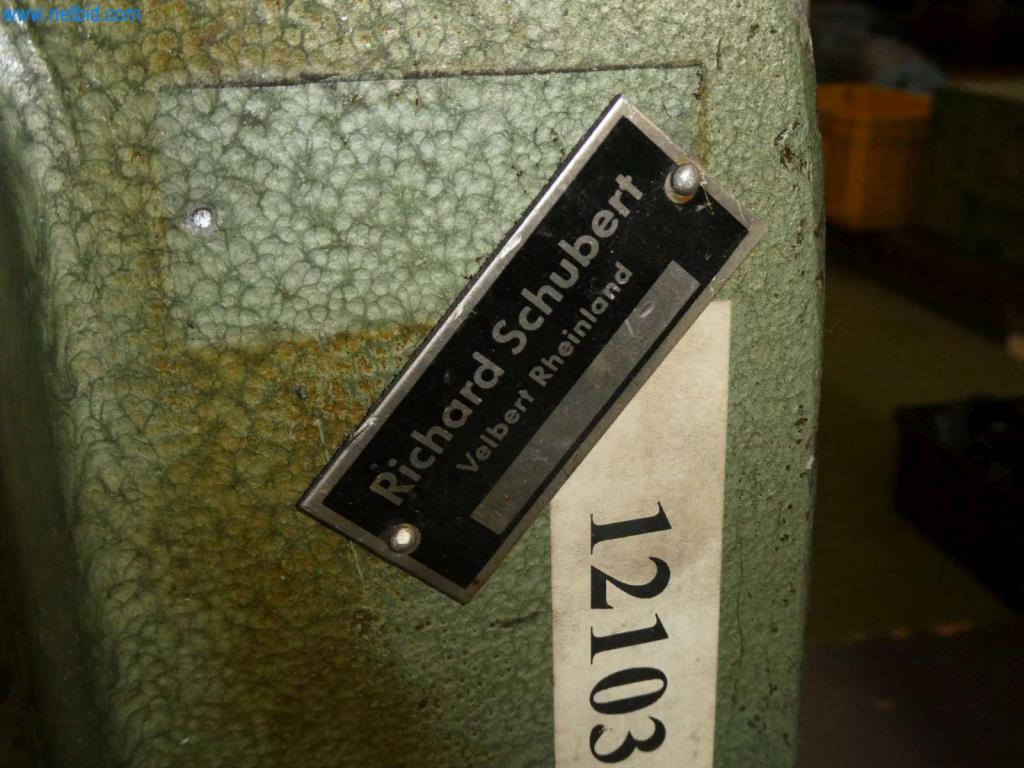 www.netbid.com
Richard Schubert
Velbert Rheinland
12103